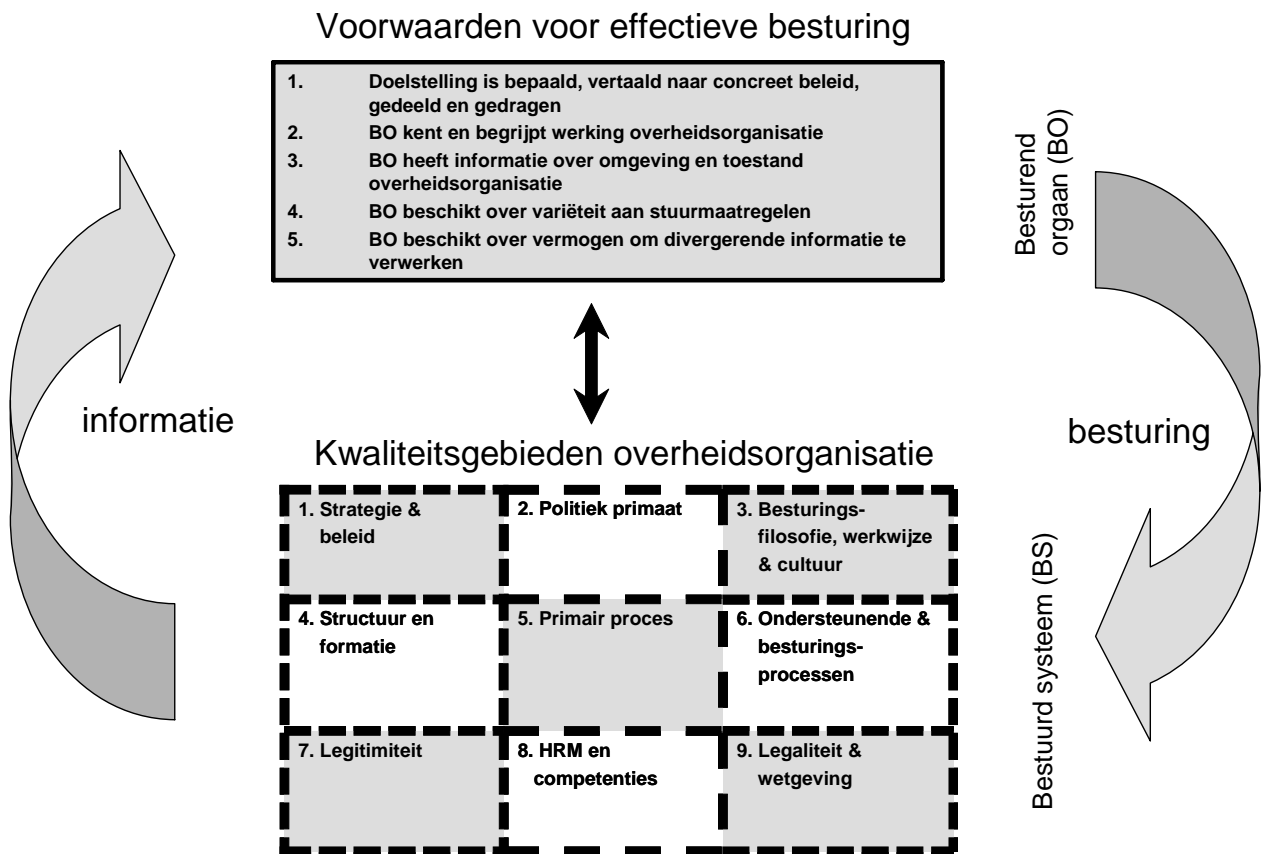 Voorwaarden voor effectieve besturing
1. Doelstelling is bepaald, vertaald naar concreet beleid,
gedeeld en gedragen
2. BO kent en begrijpt werking overheidsorganisatie
3. BO heeft informatie over omgeving en toestand
overheidsorganisatie
4. BO beschikt over variëteit aan stuurmaatregelen
5. BO beschikt over vermogen om divergerende informatie te
verwerken
Besturend
orgaan (BO)
informatie
besturing
Kwaliteitsgebieden overheidsorganisatie
1. Strategie &
beleid
2. Politiek primaat
3. Besturings-
filosofie, werkwijze
& cultuur
4. Structuur en
formatie
5. Primair proces
6. Ondersteunende &
besturings-
processen
7. Legitimiteit
8. HRM en
competenties
9. Legaliteit &
wetgeving
Bestuurd systeem (BS)